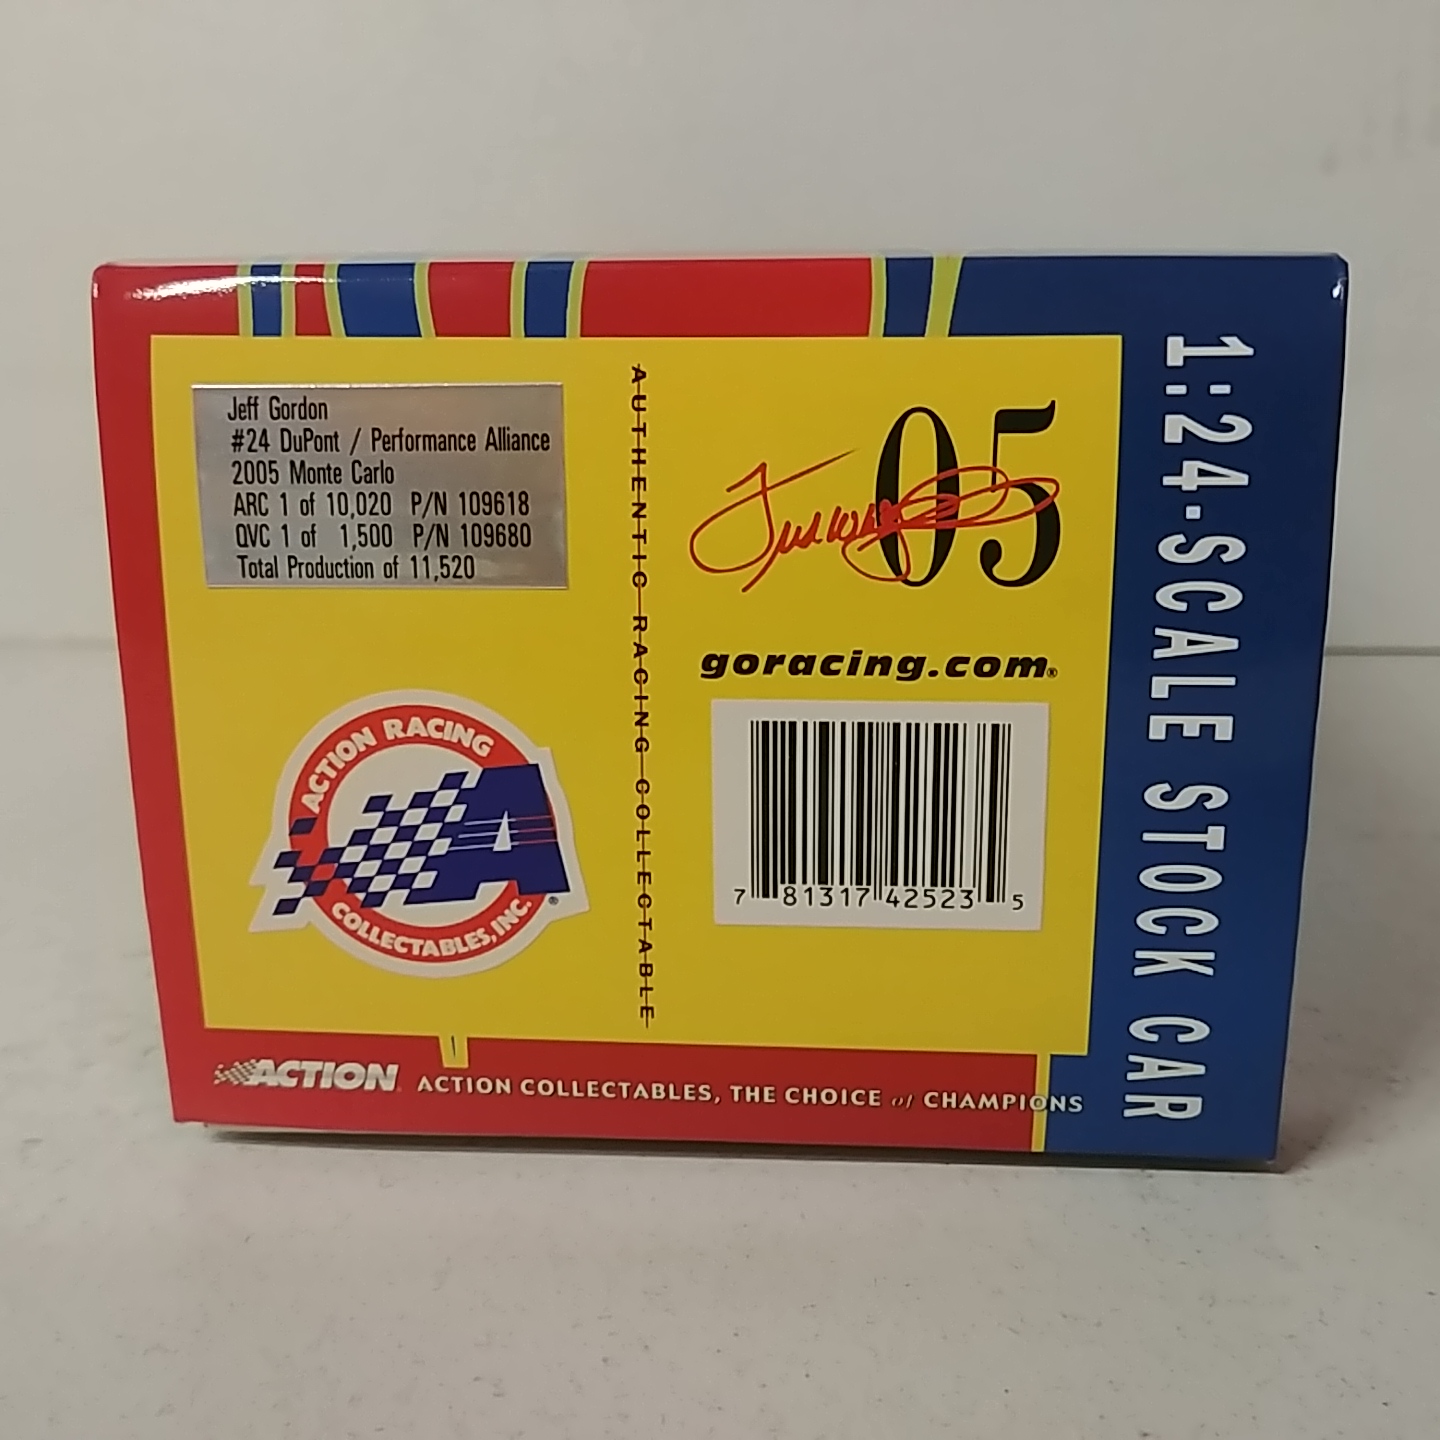 Jeff Gordon
#24 DuPont / Performance Alliance
2005 Monte Carlo
ARC 1 of 10,020 P/N 109618
QVC 1 of 1,500 P/N 109680
Total Production of 11,520
AUTHENTIC RACING COLLECTABLE
05
goracing.com®
7 81317 42523 5
ACTION RACING
COLLECTABLES, INC.
A
®
1:24-SCALE STOCK CAR
ACTION
ACTION COLLECTABLES, THE CHOICE of CHAMPIONS